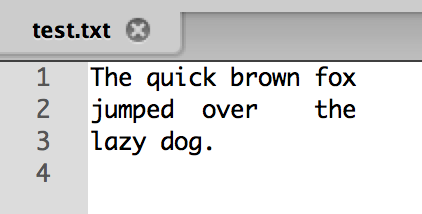 test.txt
1 The quick brown fox
2 jumped  over    the
3 lazy dog.
4